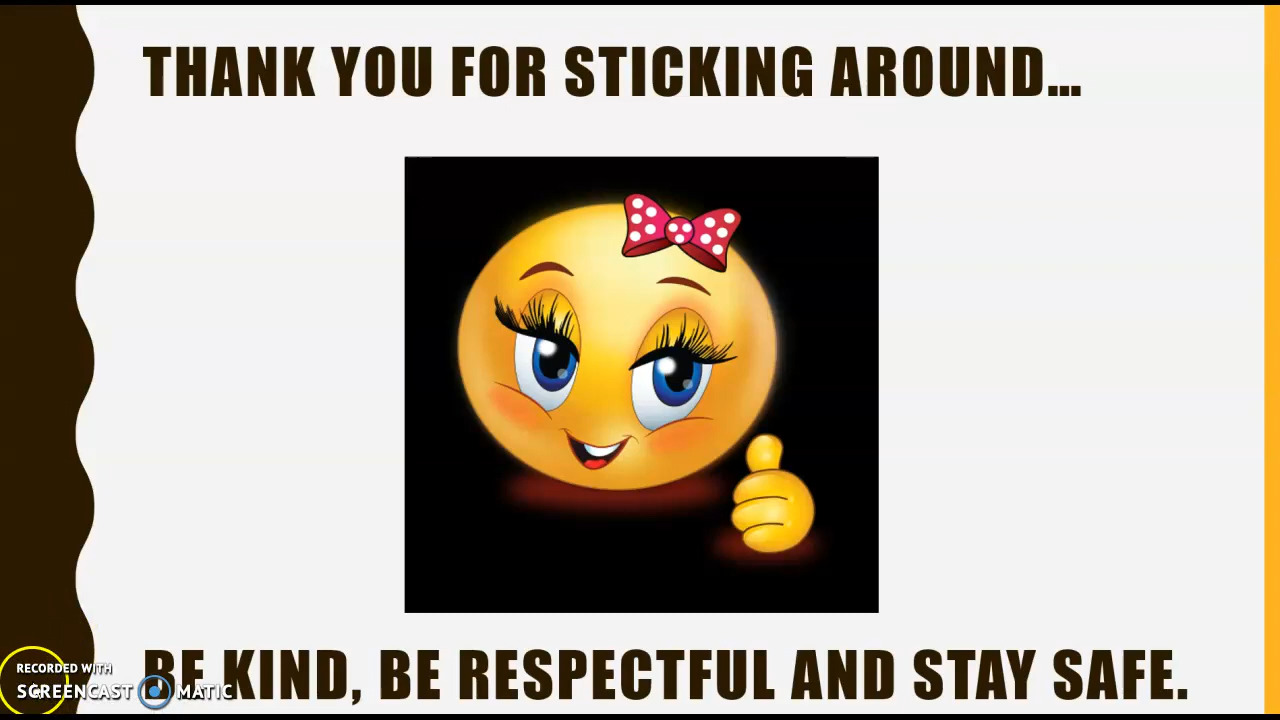 THANK YOU FOR STICKING AROUND...
BE KIND, BE RESPECTFUL AND STAY SAFE.
RECORDED WITH
SCREENCAST MATIC